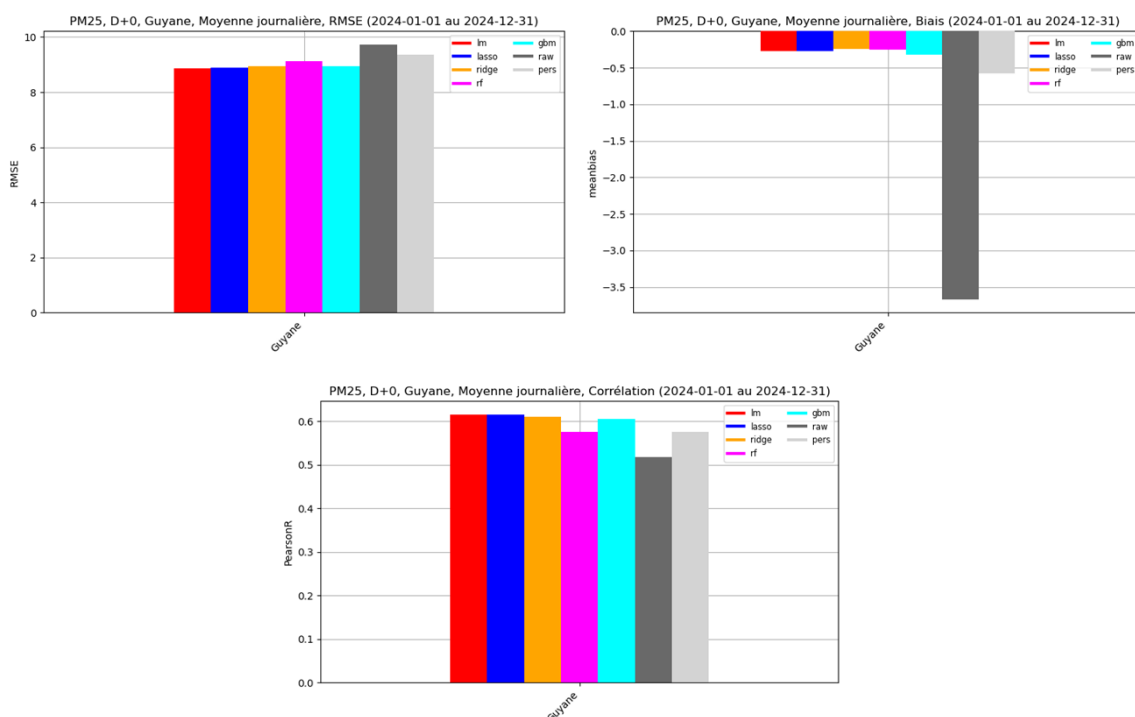 PM25, D+0, Guyane, Moyenne journalière, RMSE (2024-01-01 au 2024-12-31)
10
8
6
4
2
0
RMSE
lm
lasso
ridge
rf
gbm
raw
pers
Guyane
PM25, D+0, Guyane, Moyenne journalière, Biais (2024-01-01 au 2024-12-31)
0.0
−0.5
−1.0
−1.5
−2.0
−2.5
−3.0
−3.5
meanbias
lm
lasso
ridge
rf
gbm
raw
pers
Guyane
PM25, D+0, Guyane, Moyenne journalière, Corrélation (2024-01-01 au 2024-12-31)
0.6
0.5
0.4
0.3
0.2
0.1
0.0
PearsonR
lm
lasso
ridge
rf
gbm
raw
pers
Guyane